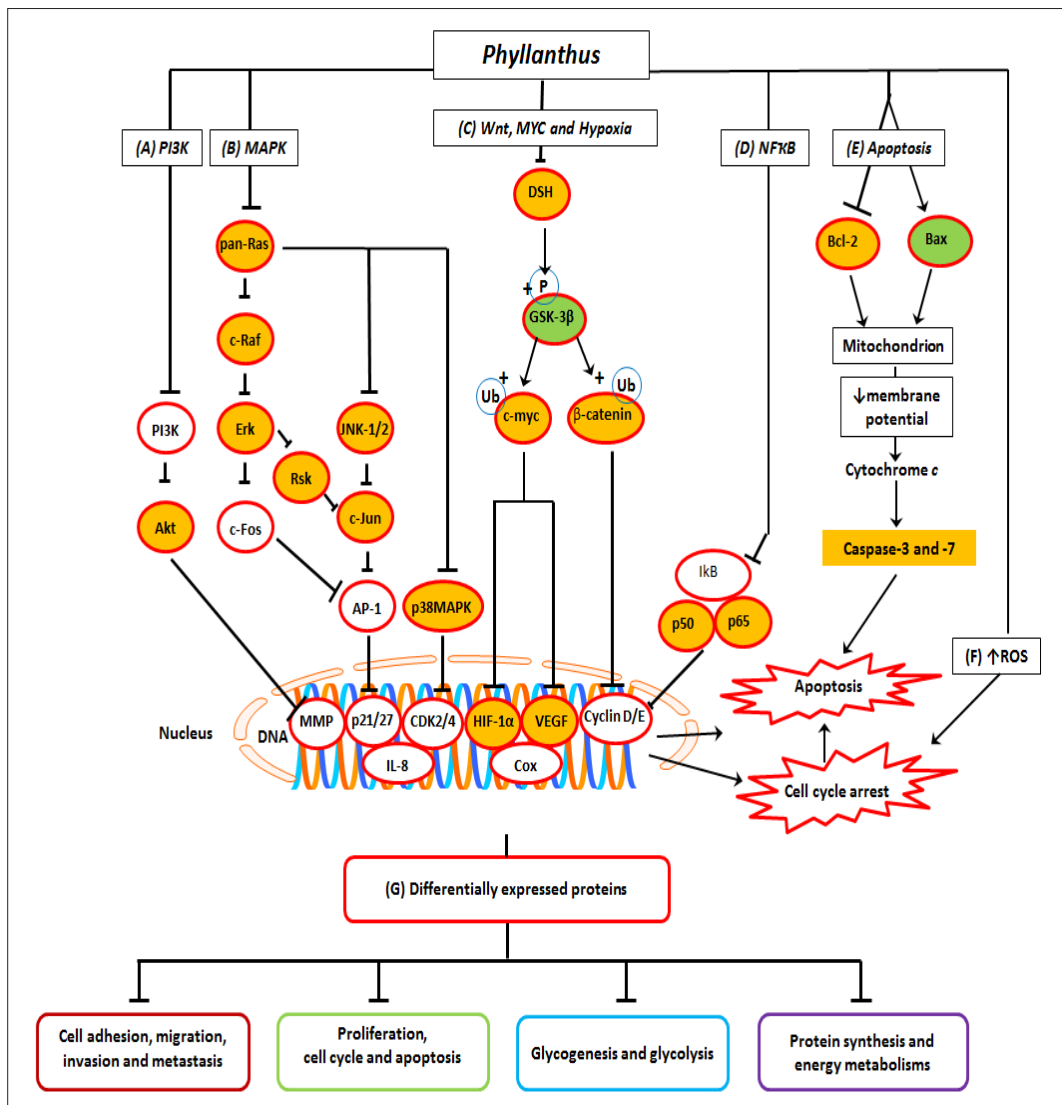 Phyllanthus
(A) PI3K
(B) MAPK
(C) Wnt, MYC and Hypoxia
(D) NFҠB
(E) Apoptosis
DSH
pan-Ras
Bcl-2
Bax
+
P
GSK-3β
c-Raf
Mitochondrion
↓membrane
potential
+
Ub
c-myc
+
Ub
β-catenin
PI3K
Erk
JNK-1/2
Rsk
Cytochrome c
Akt
c-Fos
c-Jun
Caspase-3 and -7
IkB
AP-1
p38MAPK
p50
p65
(F) ↑ROS
Apoptosis
Nucleus
DNA
MMP
p21/27
CDK2/4
HIF-1α
VEGF
Cyclin D/E
IL-8
Cox
Cell cycle arrest
(G) Differentially expressed proteins
Cell adhesion, migration,
invasion and metastasis
Proliferation,
cell cycle and apoptosis
Glycogenesis and glycolysis
Protein synthesis and
energy metabolisms